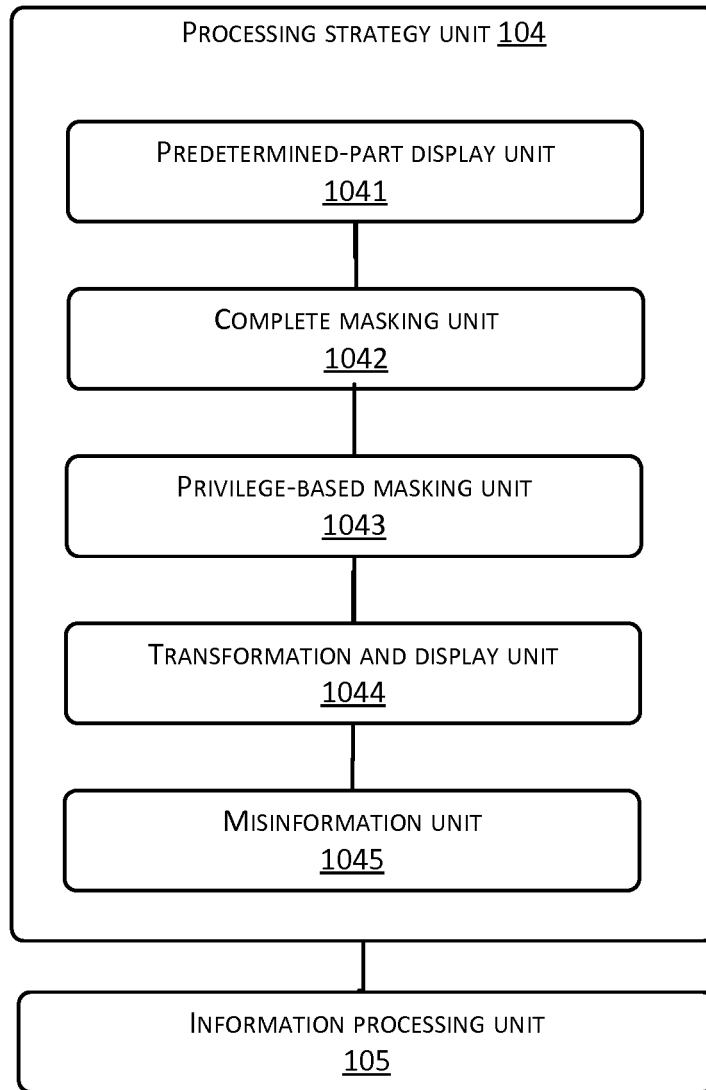 PROCESSING STRATEGY UNIT 104
PREDETERMINED-PART DISPLAY UNIT
1041
COMPLETE MASKING UNIT
1042
PRIVILEGE-BASED MASKING UNIT
1043
TRANSFORMATION AND DISPLAY UNIT
1044
MISINFORMATION UNIT
1045
INFORMATION PROCESSING UNIT
105